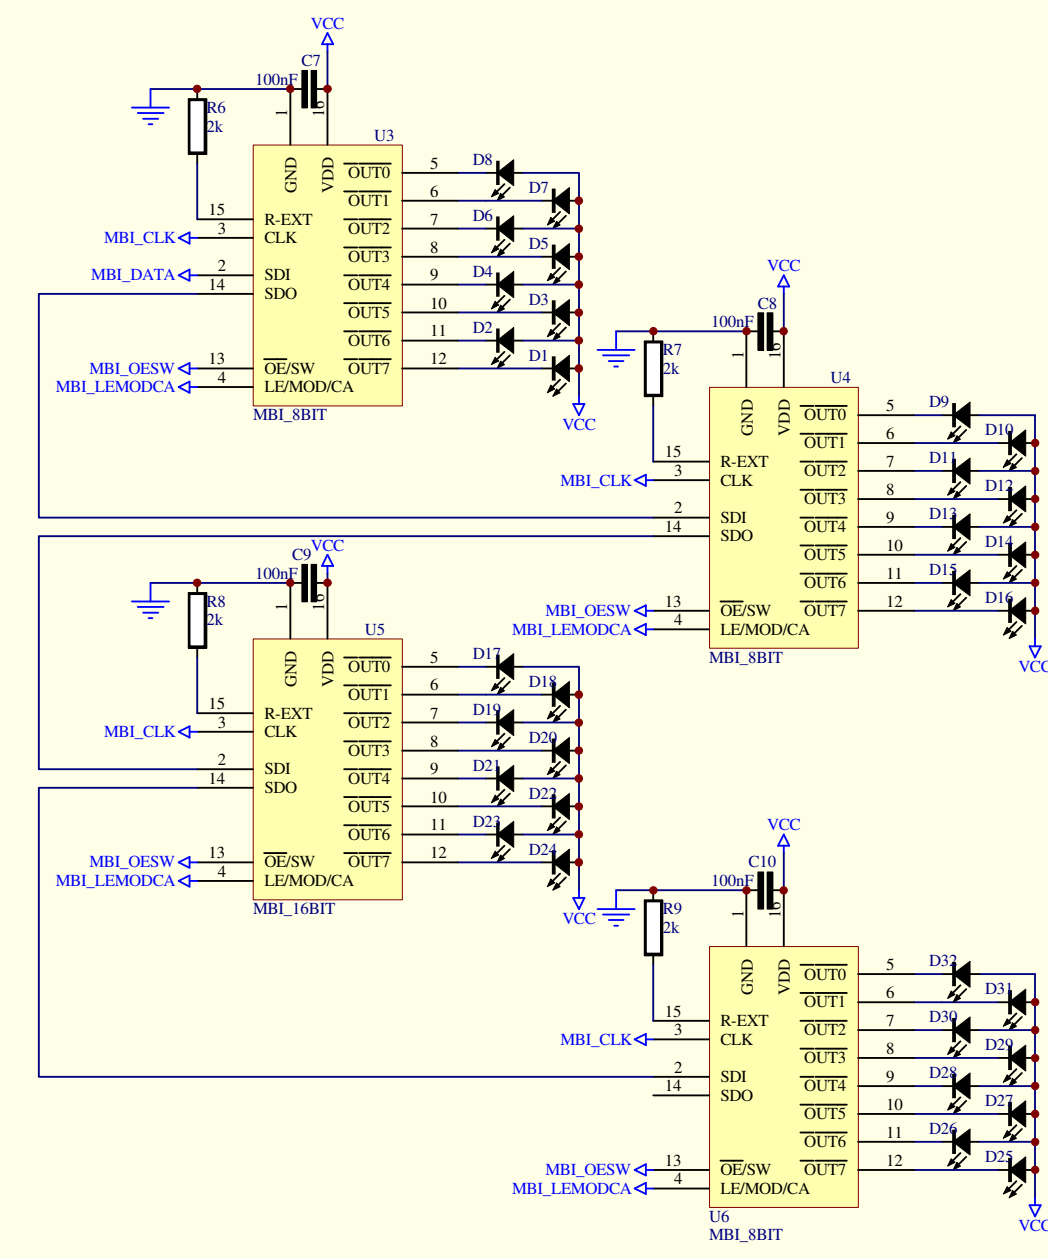 VCC
C7
100nF
R6
2k
1
16
U3
GND
VDD
OUT0 5 D8
OUT1 6 D7
OUT2 7 D6
OUT3 8 D5
OUT4 9 D4
OUT5 10 D3
OUT6 11 D2
OUT7 12 D1
15 R-EXT
MBI_CLK 3 CLK
MBI_DATA 2 SDI
14 SDO
MBI_OESW 13 OE/SW
MBI_LEMODCA 4 LE/MOD/CA
MBI_8BIT
VCC
VCC
C8
100nF
R7
2k
1
16
U4
GND
VDD
OUT0 5 D9
OUT1 6 D10
OUT2 7 D11
OUT3 8 D12
OUT4 9 D13
OUT5 10 D14
OUT6 11 D15
OUT7 12 D16
15 R-EXT
MBI_CLK 3 CLK
2 SDI
14 SDO
MBI_OESW 13 OE/SW
MBI_LEMODCA 4 LE/MOD/CA
MBI_8BIT
VCC
VCC
C9
100nF
R8
2k
1
16
U5
GND
VDD
OUT0 5 D17
OUT1 6 D18
OUT2 7 D19
OUT3 8 D20
OUT4 9 D21
OUT5 10 D22
OUT6 11 D23
OUT7 12 D24
15 R-EXT
MBI_CLK 3 CLK
2 SDI
14 SDO
MBI_OESW 13 OE/SW
MBI_LEMODCA 4 LE/MOD/CA
MBI_16BIT
VCC
VCC
C10
100nF
R9
2k
1
16
GND
VDD
OUT0 5 D32
OUT1 6 D31
OUT2 7 D30
OUT3 8 D29
OUT4 9 D28
OUT5 10 D27
OUT6 11 D26
OUT7 12 D25
15 R-EXT
MBI_CLK 3 CLK
2 SDI
14 SDO
MBI_OESW 13 OE/SW
MBI_LEMODCA 4 LE/MOD/CA
U6
MBI_8BIT
VCC